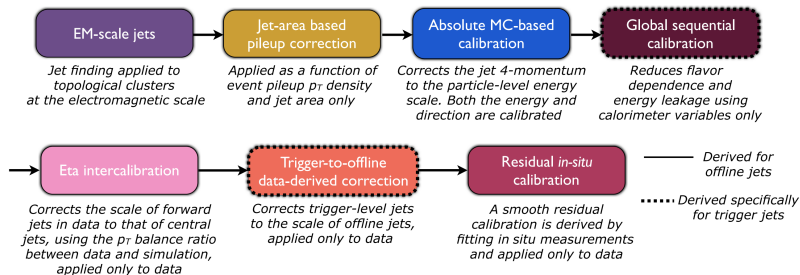 EM-scale jets
Jet finding applied to
topological clusters
at the electromagnetic scale
Jet-area based
pileup correction
Applied as a function of
event pileup pT density
and jet area only
Absolute MC-based
calibration
Corrects the jet 4-momentum
to the particle-level energy
scale. Both the energy and
direction are calibrated
Global sequential
calibration
Reduces flavor
dependence and
energy leakage using
calorimeter variables only
Eta intercalibration
Corrects the scale of forward
jets in data to that of central
jets, using the pT balance ratio
between data and simulation,
applied only to data
Trigger-to-offline
data-derived correction
Corrects trigger-level jets
to the scale of offline jets,
applied only to data
Residual in-situ
calibration
A smooth residual
calibration is derived by
fitting in situ measurements
and applied only to data
Derived for
offline jets
Derived specifically
for trigger jets